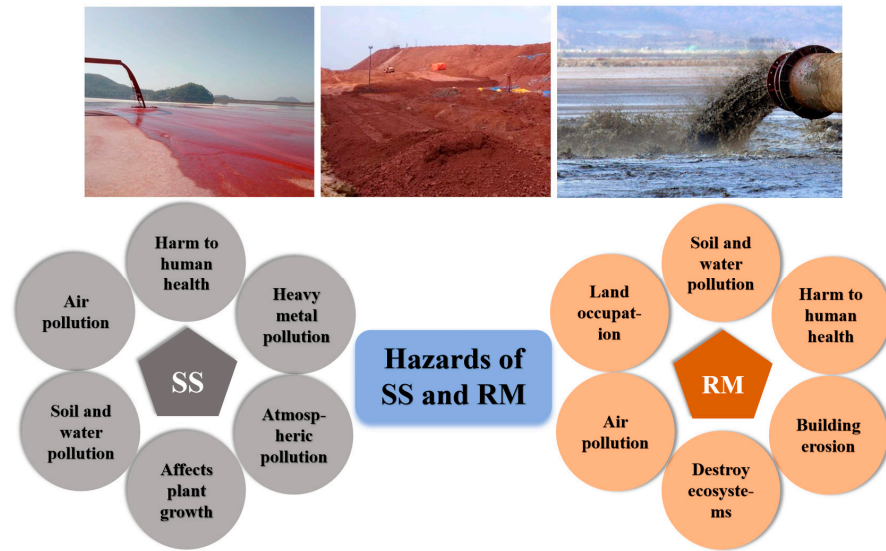 Harm to
human
health
Air
pollution
Heavy
metal
pollution
SS
Soil and
water
pollution
Atmosp-
heric
pollution
Affects
plant
growth
Hazards of
SS and RM
Soil and
water
pollution
Land
occupat-
ion
Harm to
human
health
RM
Air
pollution
Building
erosion
Destroy
ecosyste-
ms